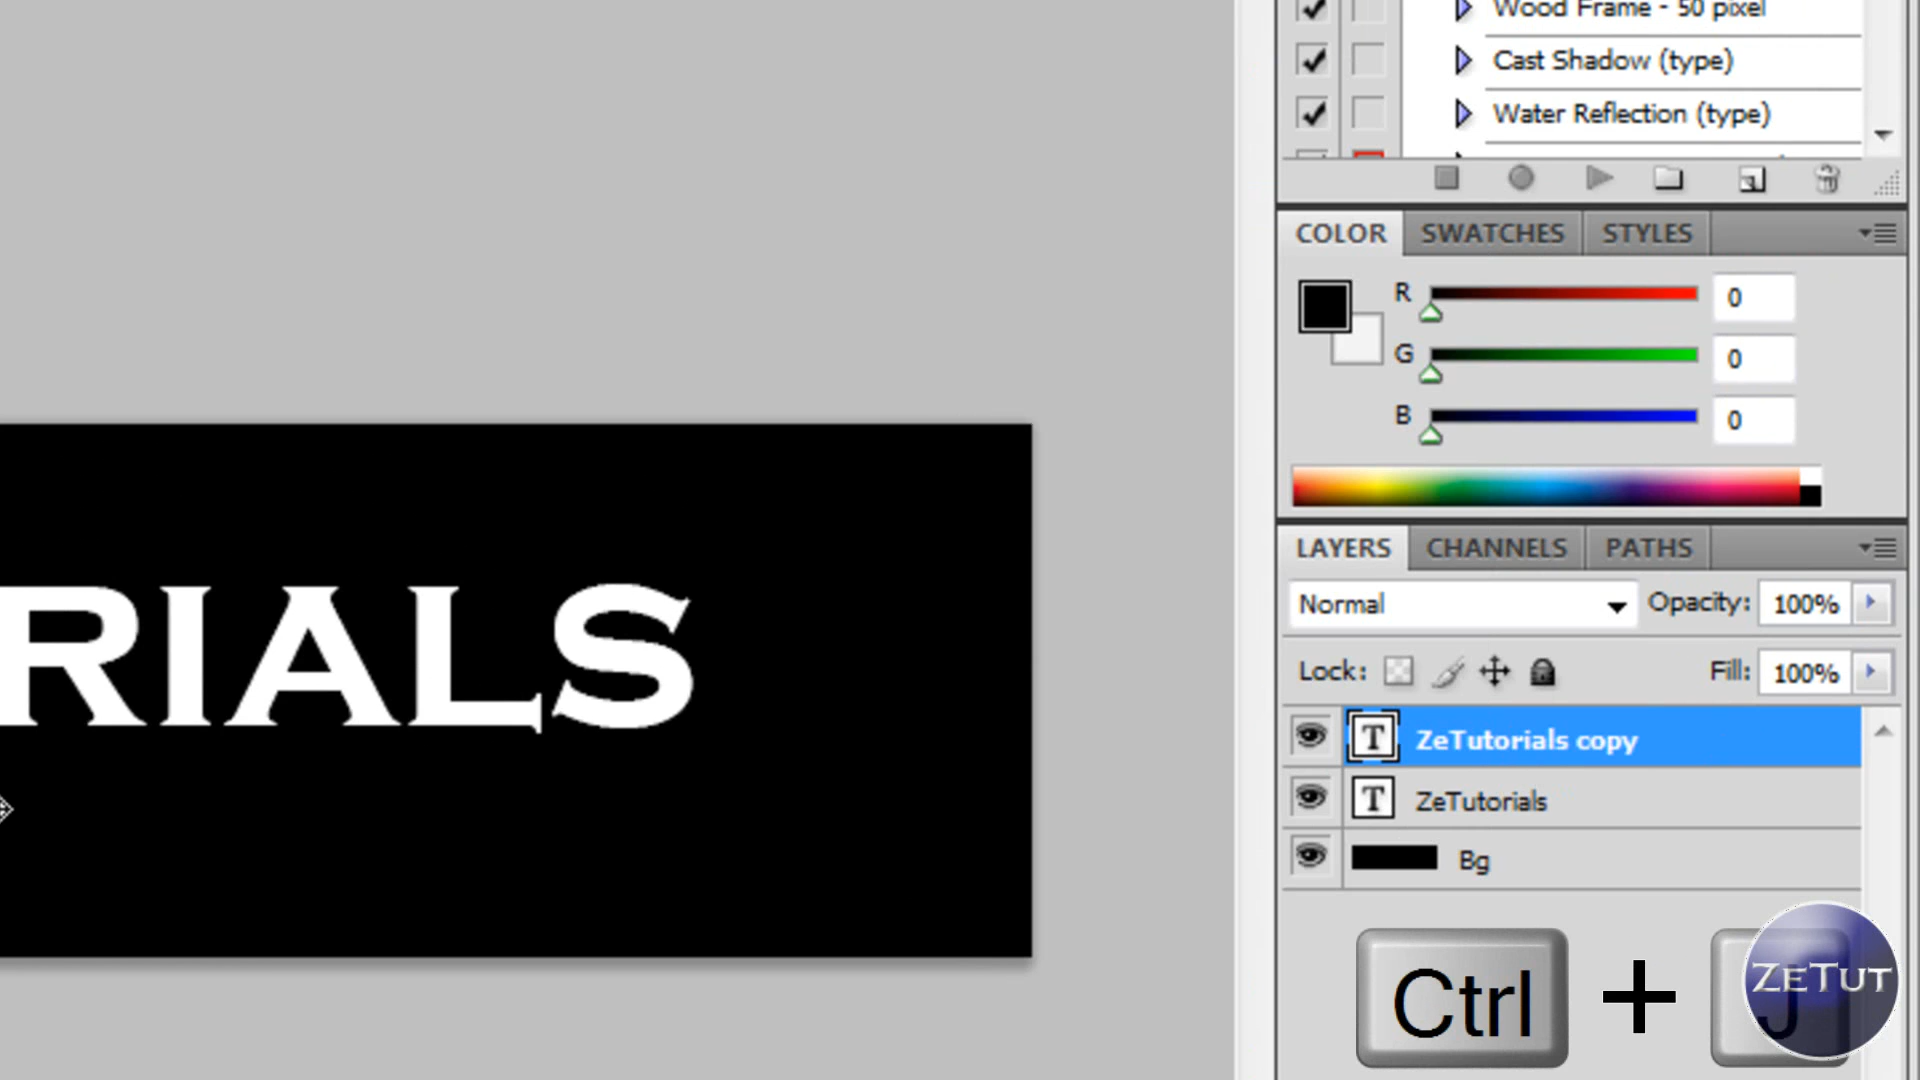 Wood Frame - 50 pixel
Cast Shadow (type)
Water Reflection (type)
COLOR SWATCHES STYLES
R 0
G 0
B 0
RIALS
LAYERS CHANNELS PATHS
Normal Opacity: 100%
Lock: Fill: 100%
T ZeTutorials copy
T ZeTutorials
Bg
Ctrl + J
ZETUT